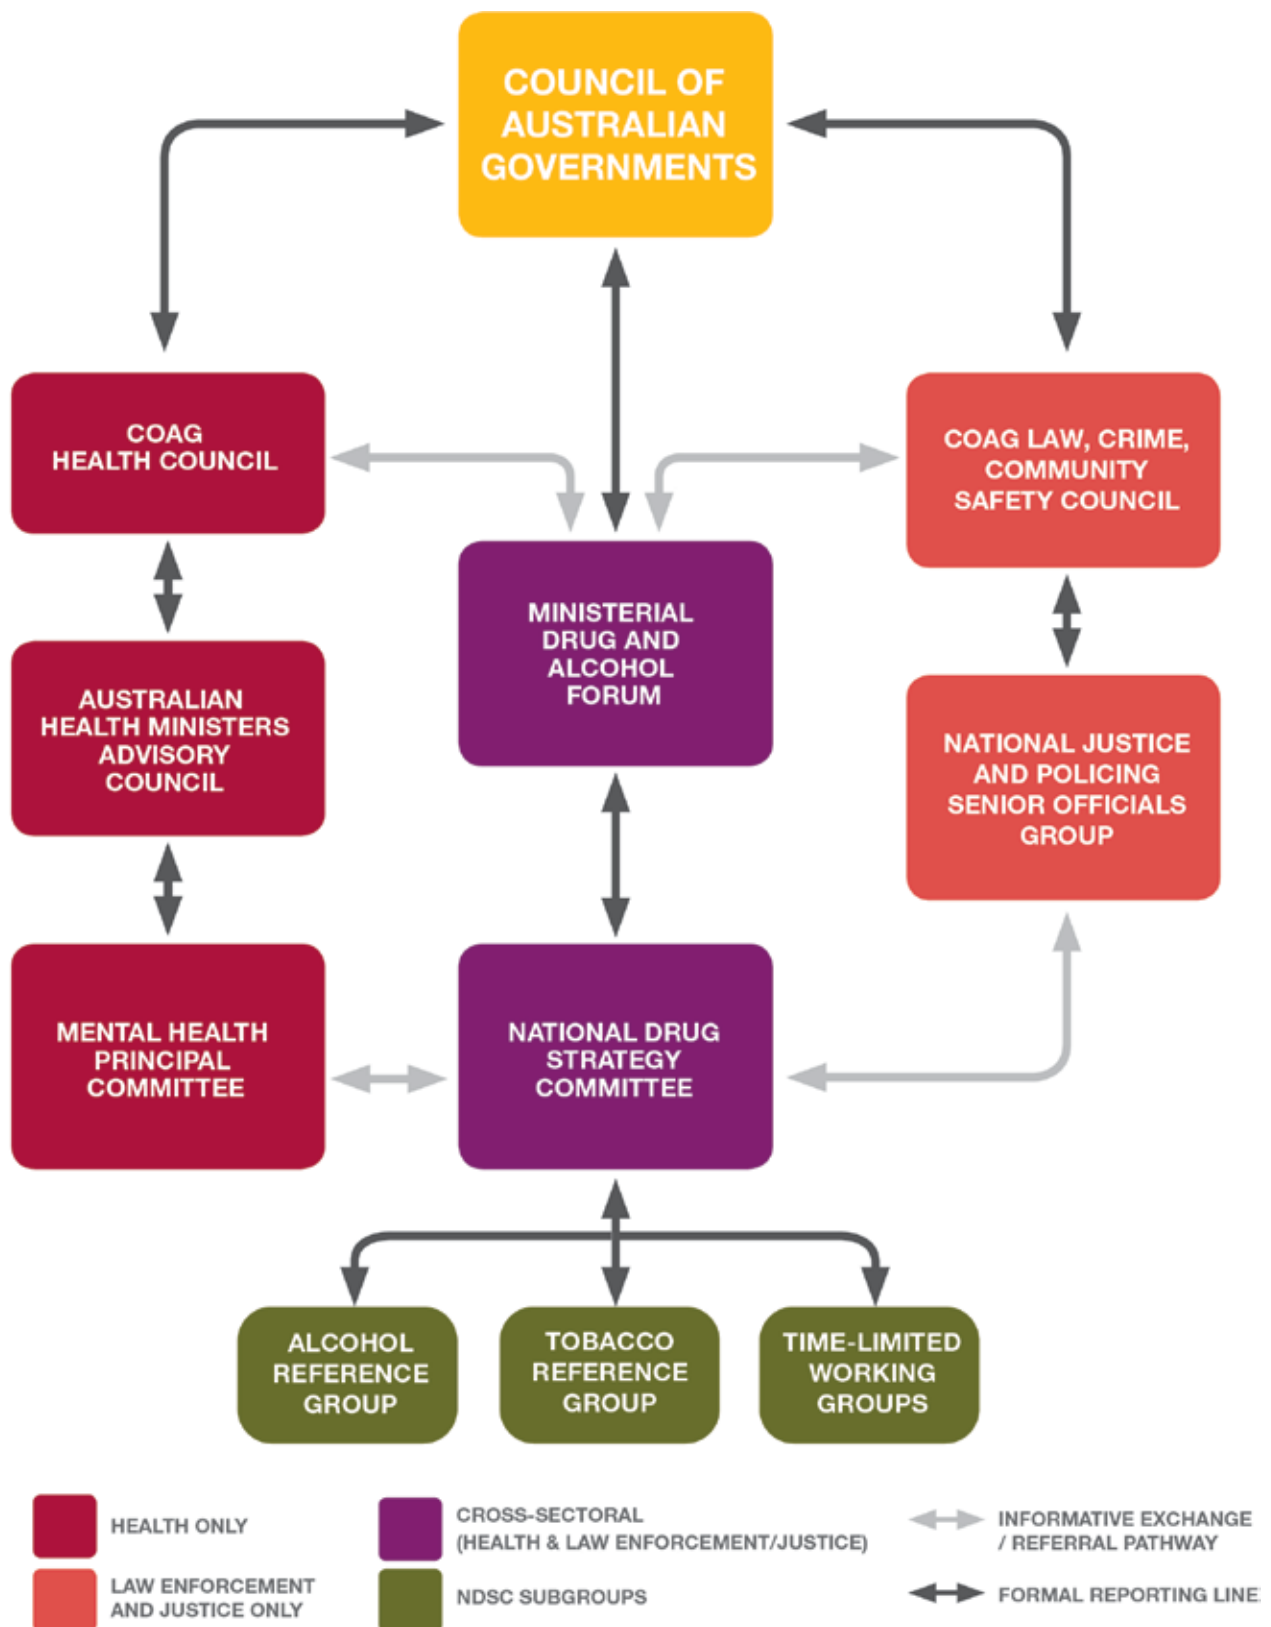 COUNCIL OF
AUSTRALIAN
GOVERNMENTS
COAG
HEALTH COUNCIL
COAG LAW, CRIME,
COMMUNITY
SAFETY COUNCIL
MINISTERIAL
DRUG AND
ALCOHOL
FORUM
AUSTRALIAN
HEALTH MINISTERS
ADVISORY
COUNCIL
NATIONAL JUSTICE
AND POLICING
SENIOR OFFICIALS
GROUP
MENTAL HEALTH
PRINCIPAL
COMMITTEE
NATIONAL DRUG
STRATEGY
COMMITTEE
ALCOHOL
REFERENCE
GROUP
TOBACCO
REFERENCE
GROUP
TIME-LIMITED
WORKING
GROUPS
HEALTH ONLY
LAW ENFORCEMENT
AND JUSTICE ONLY
CROSS-SECTORAL
(HEALTH & LAW ENFORCEMENT/JUSTICE)
NDSC SUBGROUPS
INFORMATIVE EXCHANGE
/ REFERRAL PATHWAY
FORMAL REPORTING LINE